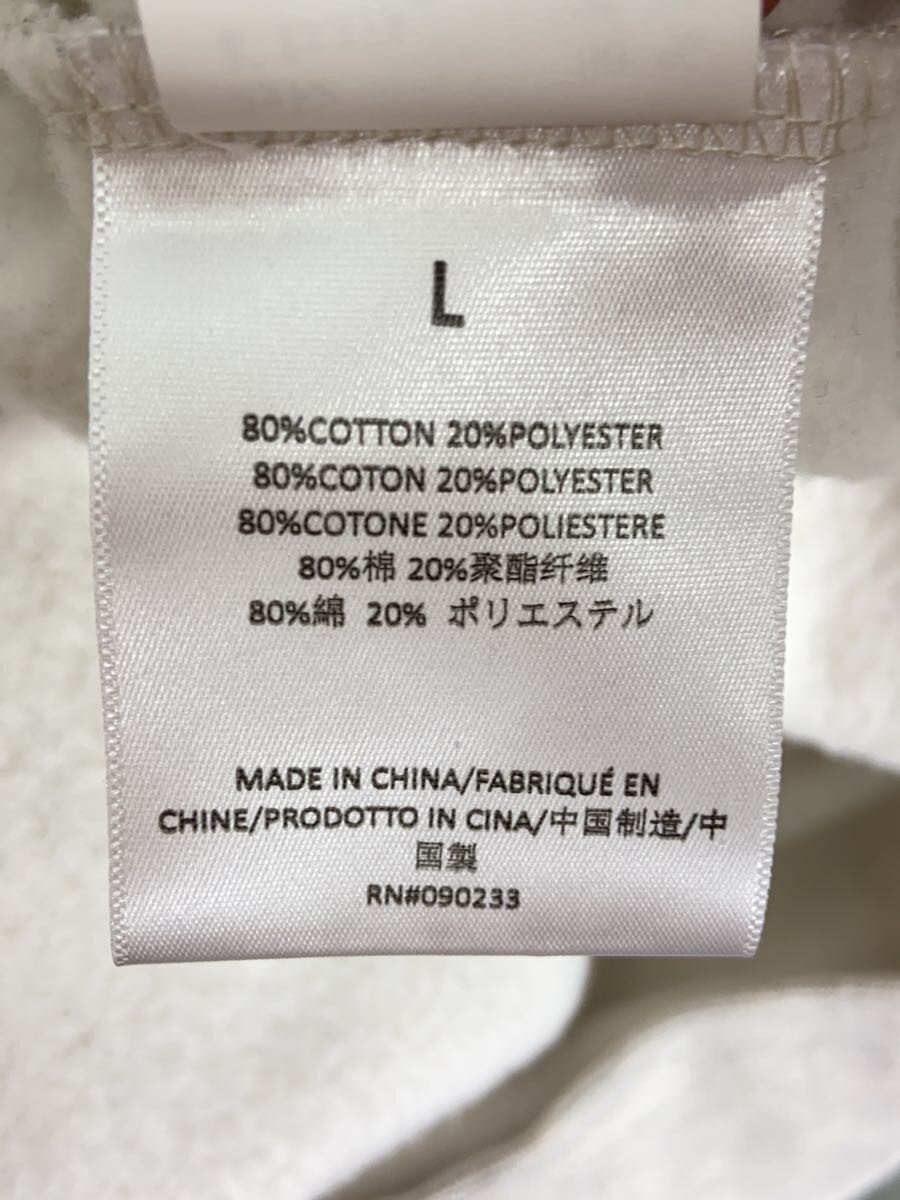 L
80%COTTON 20%POLYESTER
80%COTON 20%POLYESTER
80%COTONE 20%POLIESTERE
80%棉 20%聚酯纤维
80%綿 20% ポリエステル
MADE IN CHINA/FABRIQUÉ EN
CHINE/PRODOTTO IN CINA/中国制造/中
国製
RN#090233